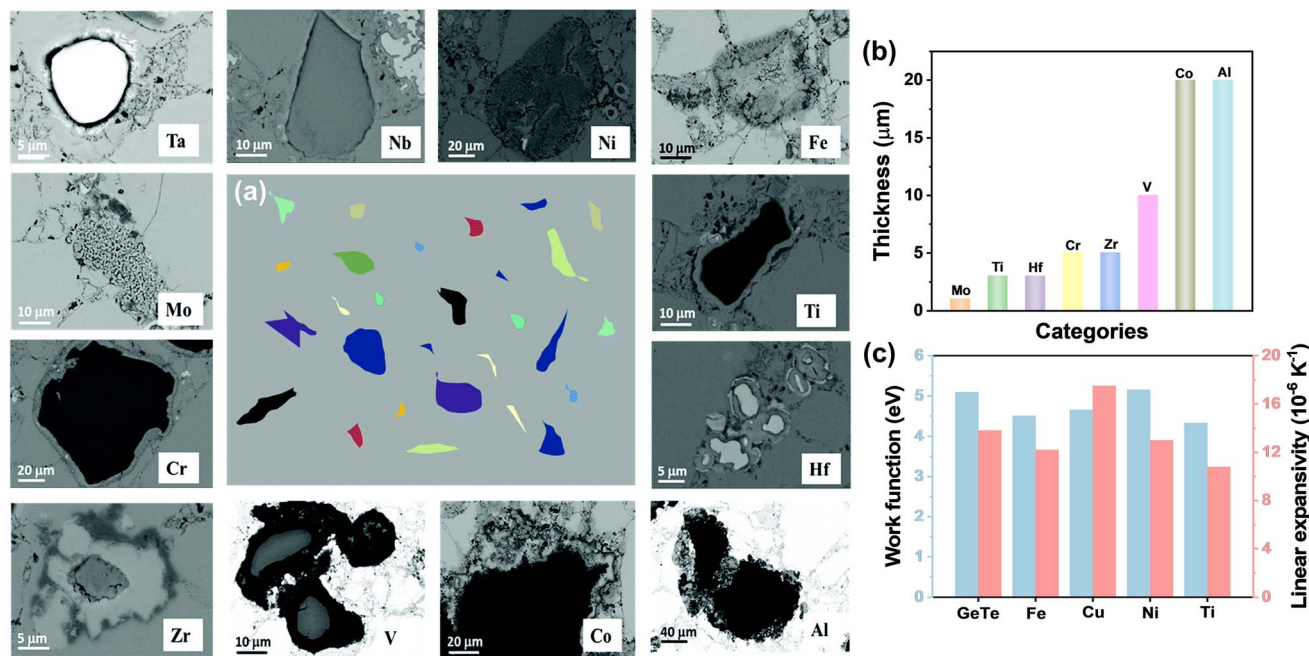 5 μm
Ta
10 μm
Nb
20 μm
Ni
10 μm
Fe
10 μm
Mo
(a)
10 μm
Ti
20 μm
Cr
5 μm
Hf
5 μm
Zr
10 μm
V
20 μm
Co
40 μm
Al
(b)
Thickness (μm)
20
15
10
5
0
Mo
Ti
Hf
Cr
Zr
V
Co
Al
Categories
(c)
Work function (eV)
6
5
4
3
2
1
0
GeTe
Fe
Cu
Ni
Ti
20
16
12
8
4
0
Linear expansivity (10⁻⁶ K⁻¹)